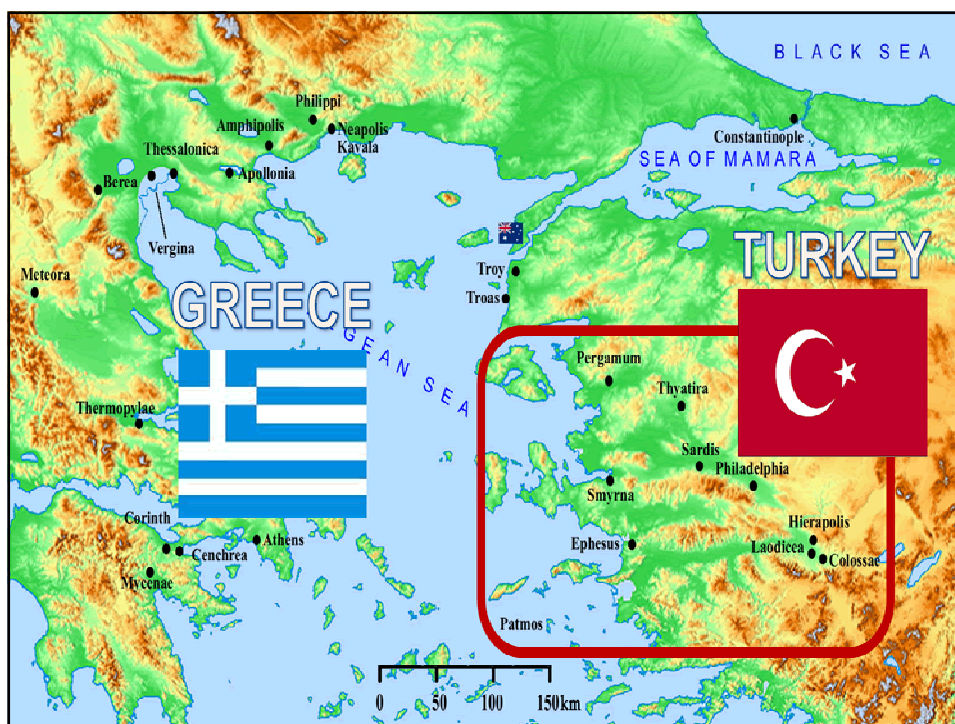 BLACK SEA
Philippi
Amphipolis
Neapolis
Kavala
Constantinople
Thessalonica
SEA OF MAMARA
Apollonia
Berea
Vergina
TURKEY
Meteora
Troy
GREECE
Troas
GEAN SEA
Pergamum
Thyatira
Thermopylae
Sardis
Philadelphia
Smyrna
Corinth
Hierapolis
Athens
Ephesus
Laodicea
Cenchrea
Colossae
Mycenae
Patmos
0 50 100 150km